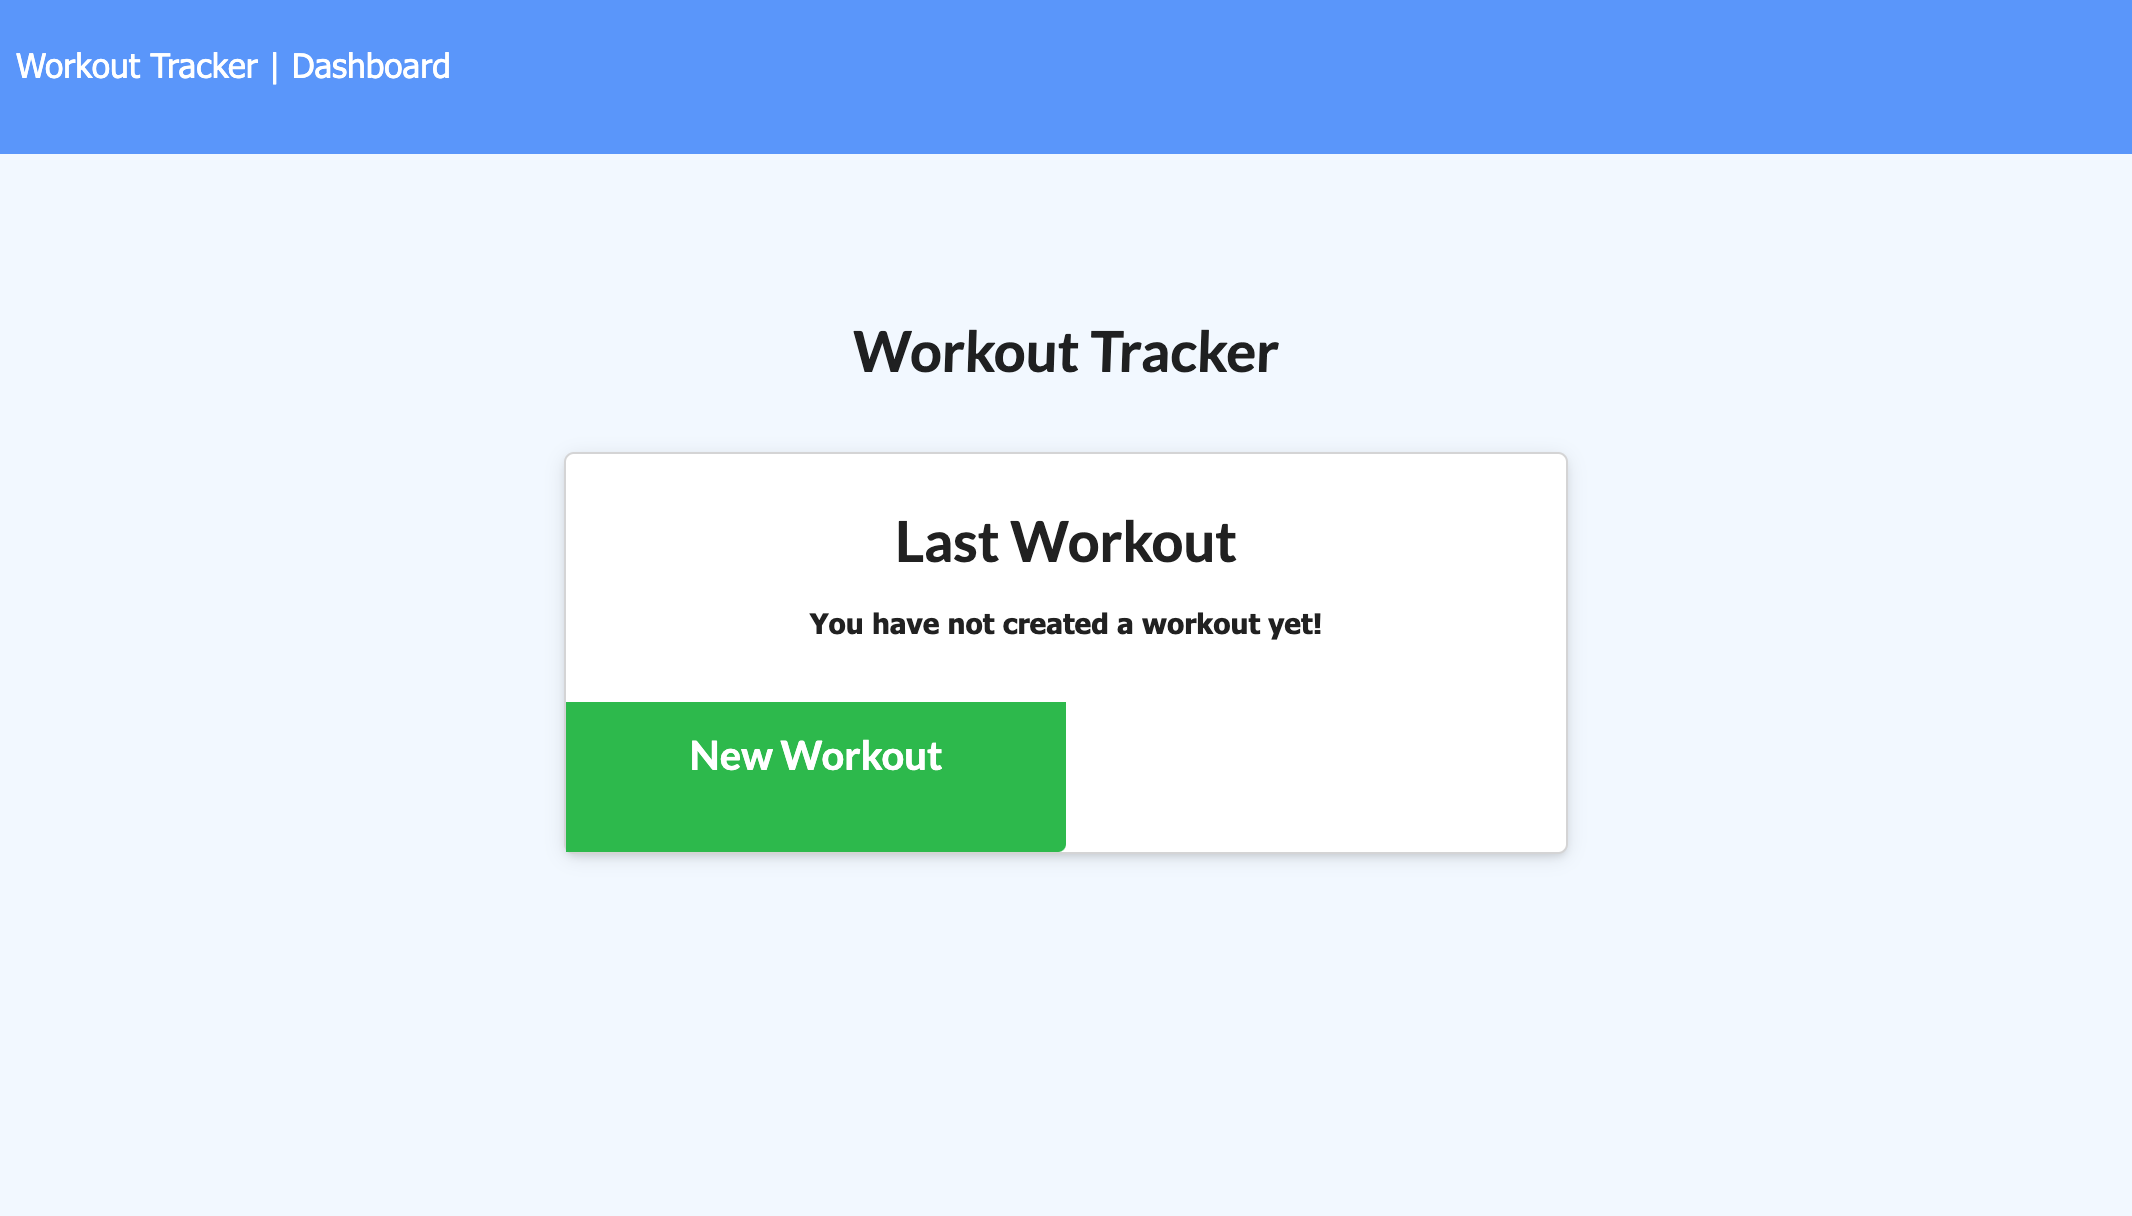 Workout Tracker | Dashboard
Workout Tracker
Last Workout
You have not created a workout yet!
New Workout